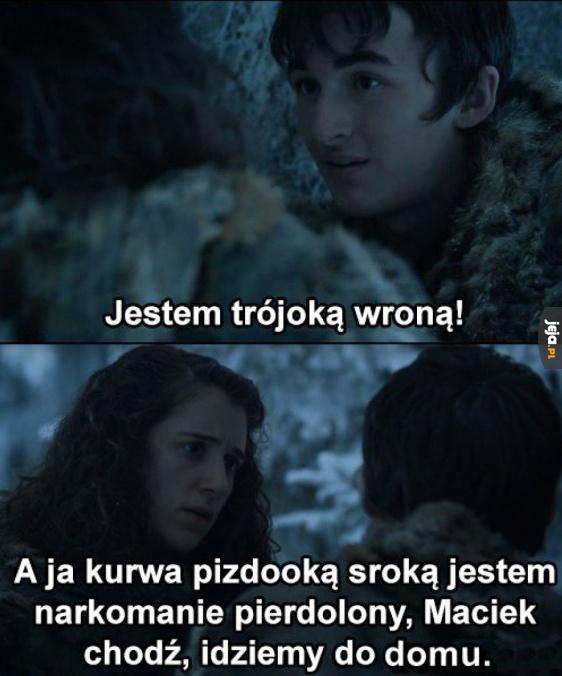 Jestem trójoką wroną!
jeja.pl
A ja kurwa pizdooką sroką jestem
narkomanie pierdolony, Maciek
chodź, idziemy do domu.